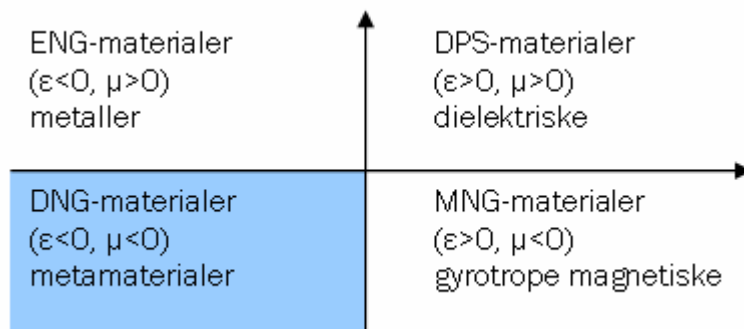 ENG-materialer
(ε<0, μ>0)
metaller
DPS-materialer
(ε>0, μ>0)
dielektriske
DNG-materialer
(ε<0, μ<0)
metamaterialer
MNG-materialer
(ε>0, μ<0)
gyrotrope magnetiske